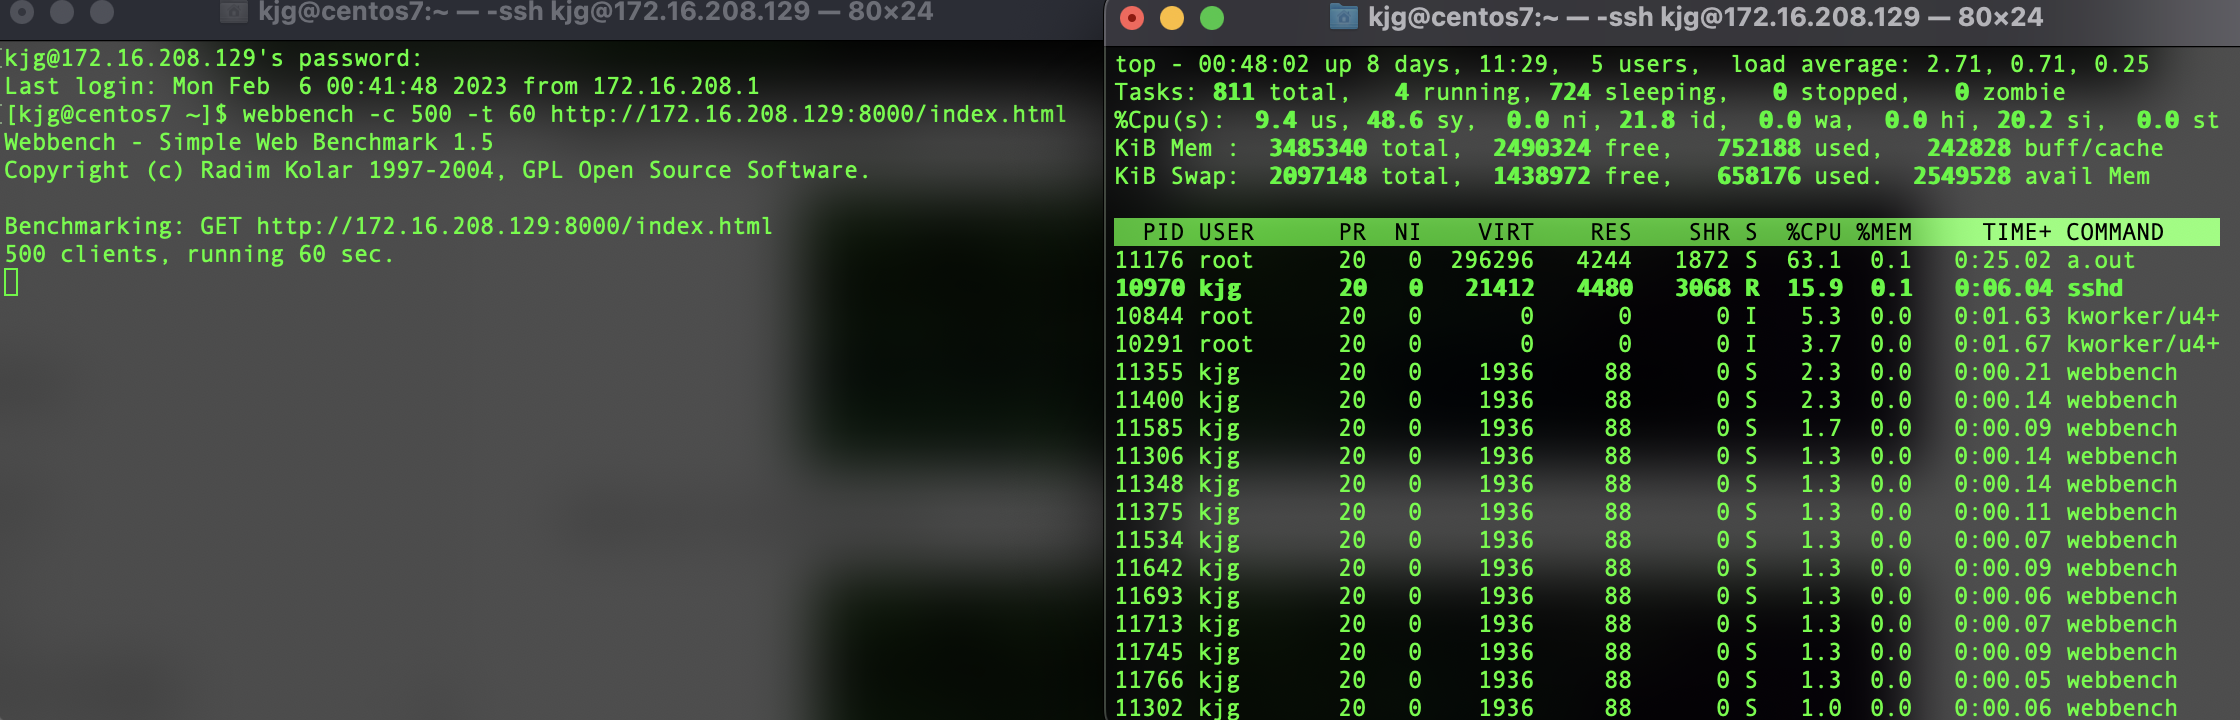 kjg@centos7:~ — -ssh kjg@172.16.208.129 — 80×24
kjg@172.16.208.129's password:
Last login: Mon Feb  6 00:41:48 2023 from 172.16.208.1
[[kjg@centos7 ~]$ webbench -c 500 -t 60 http://172.16.208.129:8000/index.html
Webbench - Simple Web Benchmark 1.5
Copyright (c) Radim Kolar 1997-2004, GPL Open Source Software.
Benchmarking: GET http://172.16.208.129:8000/index.html
500 clients, running 60 sec.
kjg@centos7:~ — -ssh kjg@172.16.208.129 — 80×24
top - 00:48:02 up 8 days, 11:29,  5 users,  load average: 2.71, 0.71, 0.25
Tasks: 811 total,   4 running, 724 sleeping,   0 stopped,   0 zombie
%Cpu(s):  9.4 us, 48.6 sy,  0.0 ni, 21.8 id,  0.0 wa,  0.0 hi, 20.2 si,  0.0 st
KiB Mem :  3485340 total,  2490324 free,   752188 used,   242828 buff/cache
KiB Swap:  2097148 total,  1438972 free,   658176 used.  2549528 avail Mem
PID USER PR NI VIRT RES SHR S %CPU %MEM TIME+ COMMAND
11176 root 20 0 296296 4244 1872 S 63.1 0.1 0:25.02 a.out
10970 kjg 20 0 21412 4480 3068 R 15.9 0.1 0:06.04 sshd
10844 root 20 0 0 0 0 I 5.3 0.0 0:01.63 kworker/u4+
10291 root 20 0 0 0 0 I 3.7 0.0 0:01.67 kworker/u4+
11355 kjg 20 0 1936 88 0 S 2.3 0.0 0:00.21 webbench
11400 kjg 20 0 1936 88 0 S 2.3 0.0 0:00.14 webbench
11585 kjg 20 0 1936 88 0 S 1.7 0.0 0:00.09 webbench
11306 kjg 20 0 1936 88 0 S 1.3 0.0 0:00.14 webbench
11348 kjg 20 0 1936 88 0 S 1.3 0.0 0:00.14 webbench
11375 kjg 20 0 1936 88 0 S 1.3 0.0 0:00.11 webbench
11534 kjg 20 0 1936 88 0 S 1.3 0.0 0:00.07 webbench
11642 kjg 20 0 1936 88 0 S 1.3 0.0 0:00.09 webbench
11693 kjg 20 0 1936 88 0 S 1.3 0.0 0:00.06 webbench
11713 kjg 20 0 1936 88 0 S 1.3 0.0 0:00.07 webbench
11745 kjg 20 0 1936 88 0 S 1.3 0.0 0:00.09 webbench
11766 kjg 20 0 1936 88 0 S 1.3 0.0 0:00.05 webbench
11302 kjg 20 0 1936 88 0 S 1.0 0.0 0:00.06 webbench